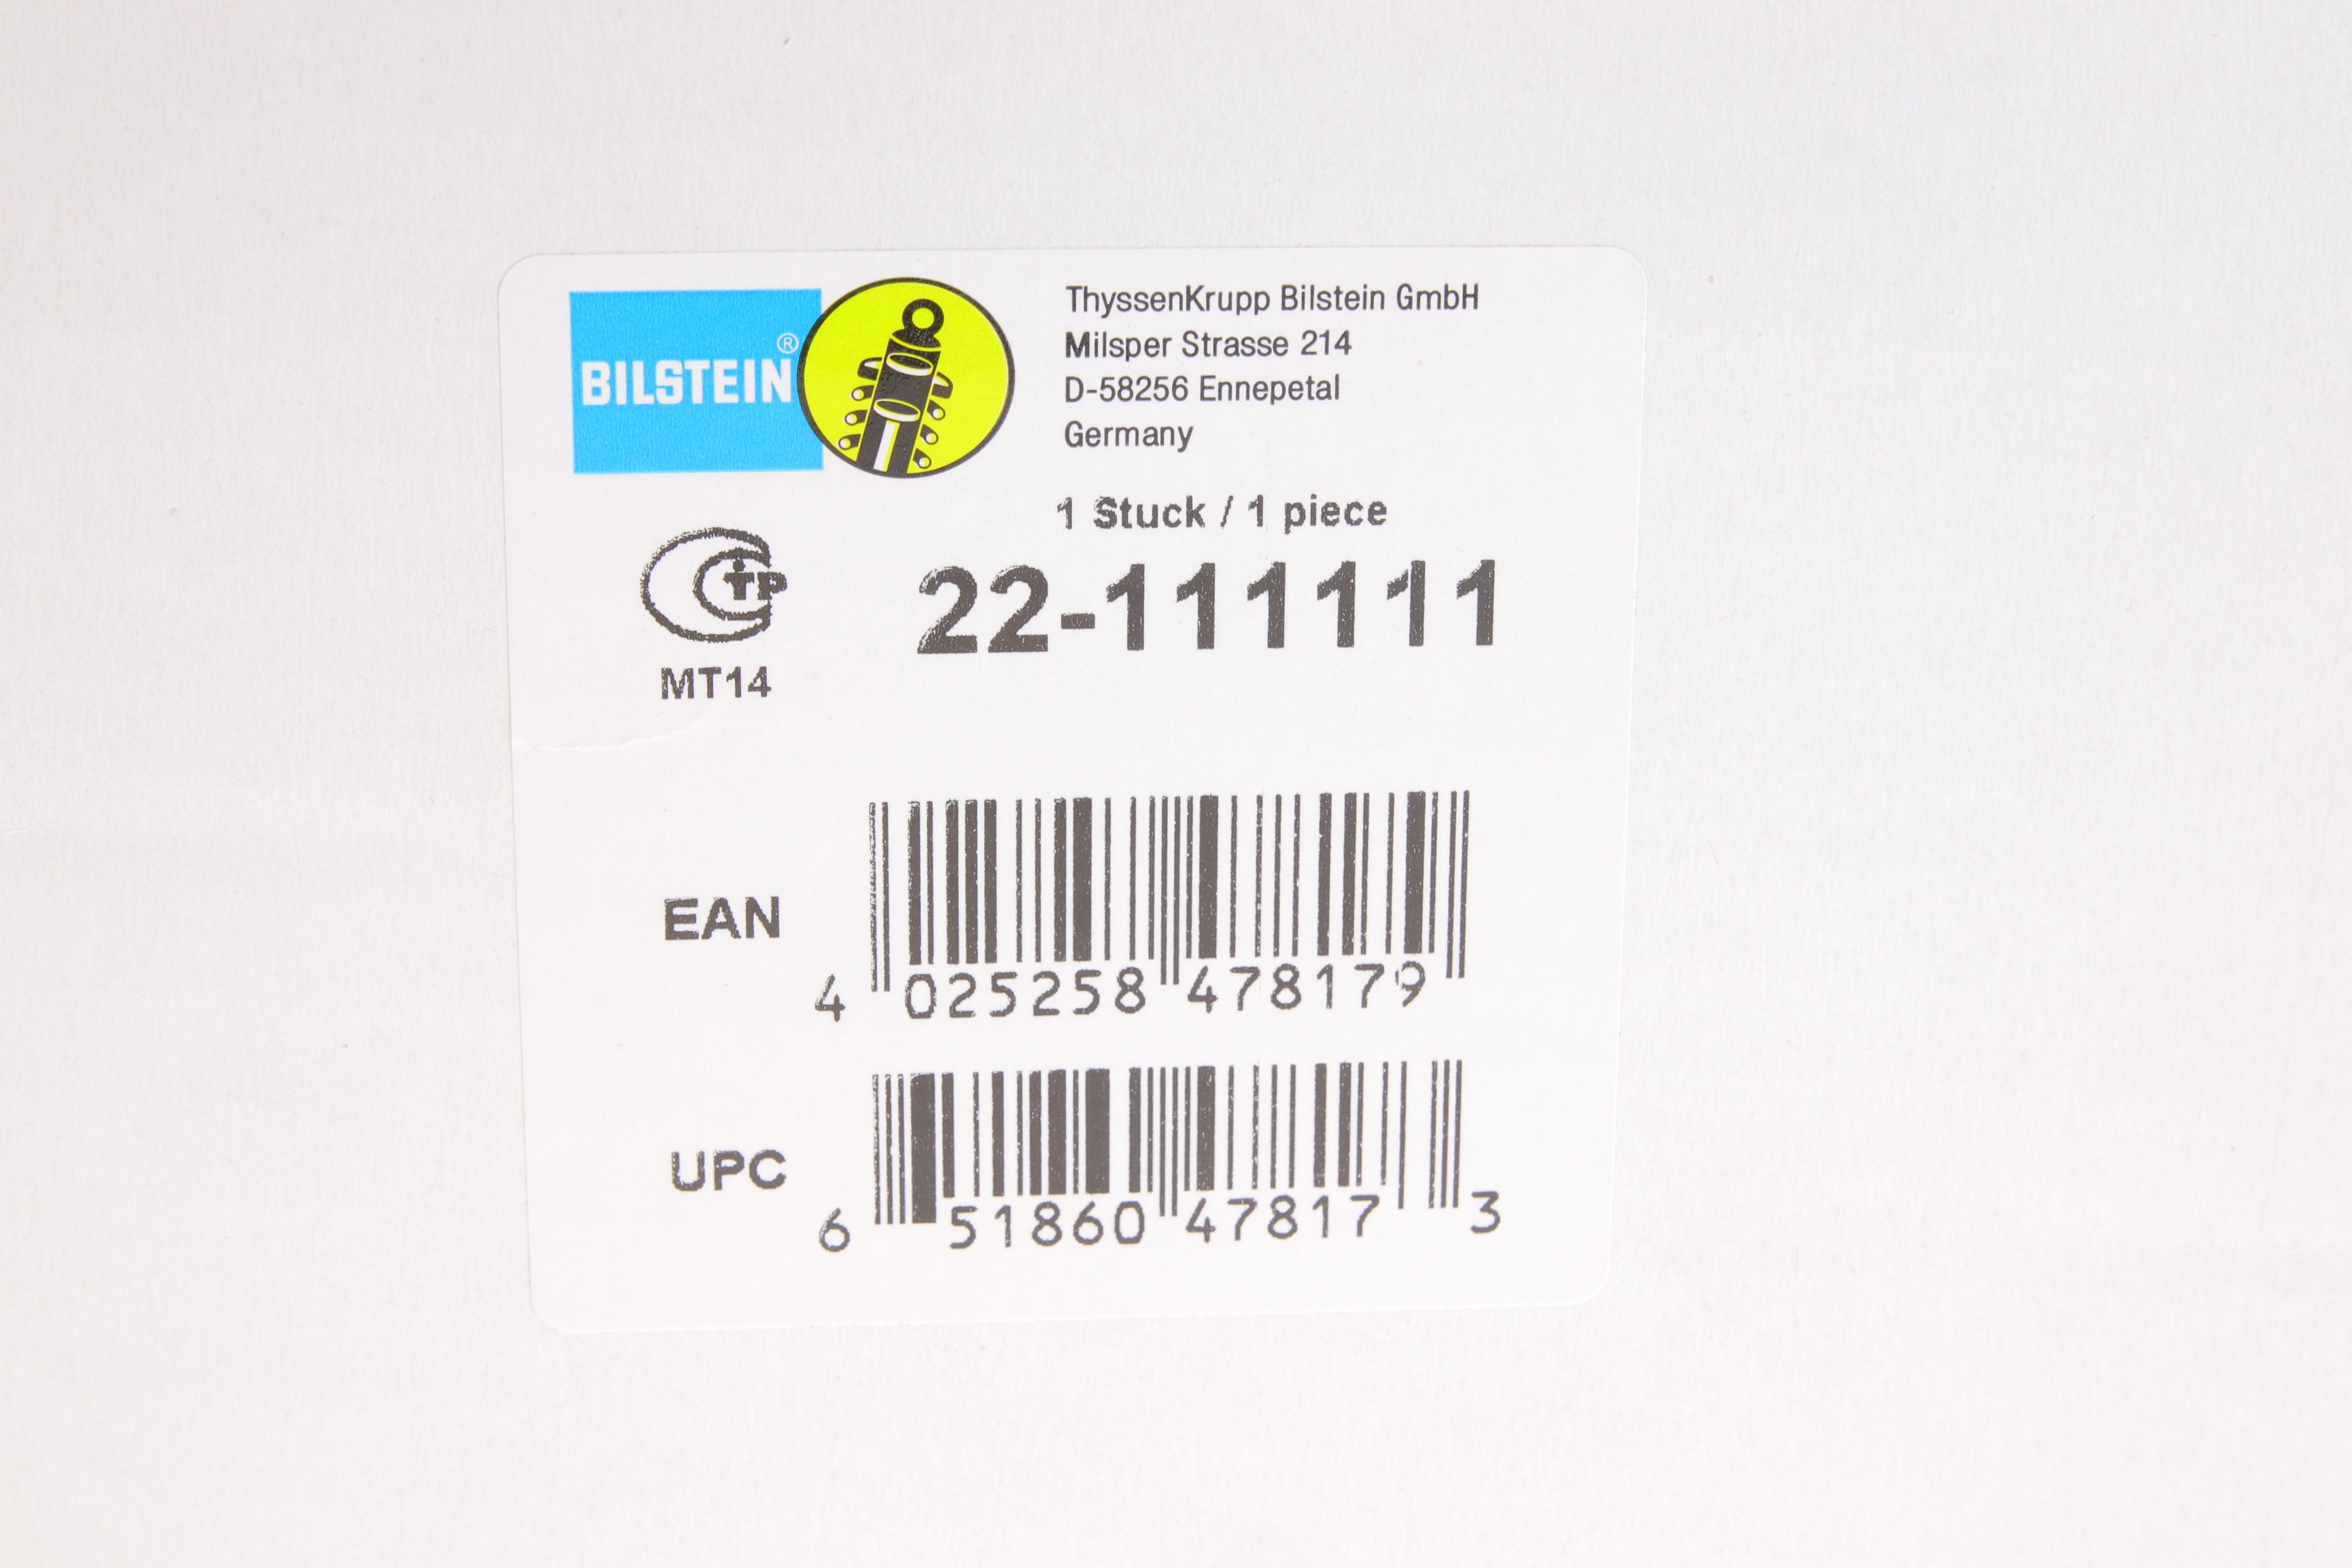 BILSTEIN®
ThyssenKrupp Bilstein GmbH
Milsper Strasse 214
D-58256 Ennepetal
Germany
1 Stuck / 1 piece
22-111111
MT14
EAN
4 025258 478179
UPC
6 51860 47817 3